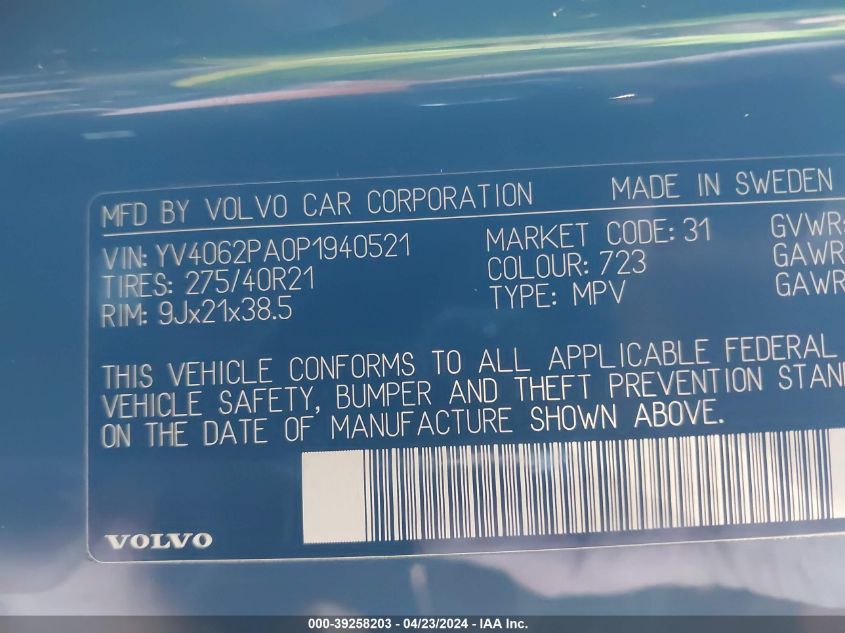 MFD BY VOLVO CAR CORPORATION MADE IN SWEDEN
VIN: YV4062PA0P1940521 MARKET CODE: 31 GVWR:
TIRES: 275/40R21 COLOUR: 723 GAWR
RIM: 9Jx21x38.5 TYPE: MPV GAWR
THIS VEHICLE CONFORMS TO ALL APPLICABLE FEDERAL
VEHICLE SAFETY, BUMPER AND THEFT PREVENTION STAN
ON THE DATE OF MANUFACTURE SHOWN ABOVE.
VOLVO
000-39258203 - 04/23/2024 - IAA Inc.